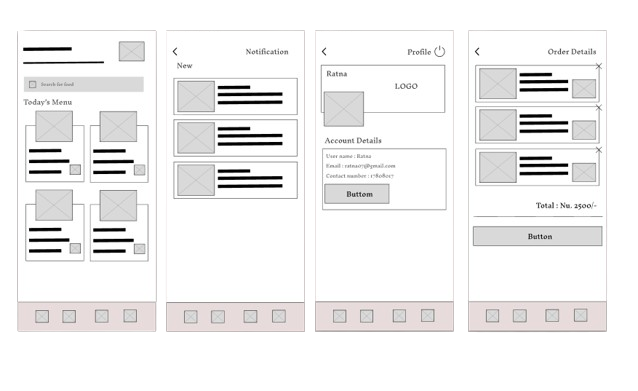 Search for food
Today's Menu
Notification
New
Profile
Ratna
LOGO
Account Details
User name : Ratna
Email : ratna07@gmail.com
Contact number : 17808017
Buttom
Order Details
Total : Nu. 2500/-
Button